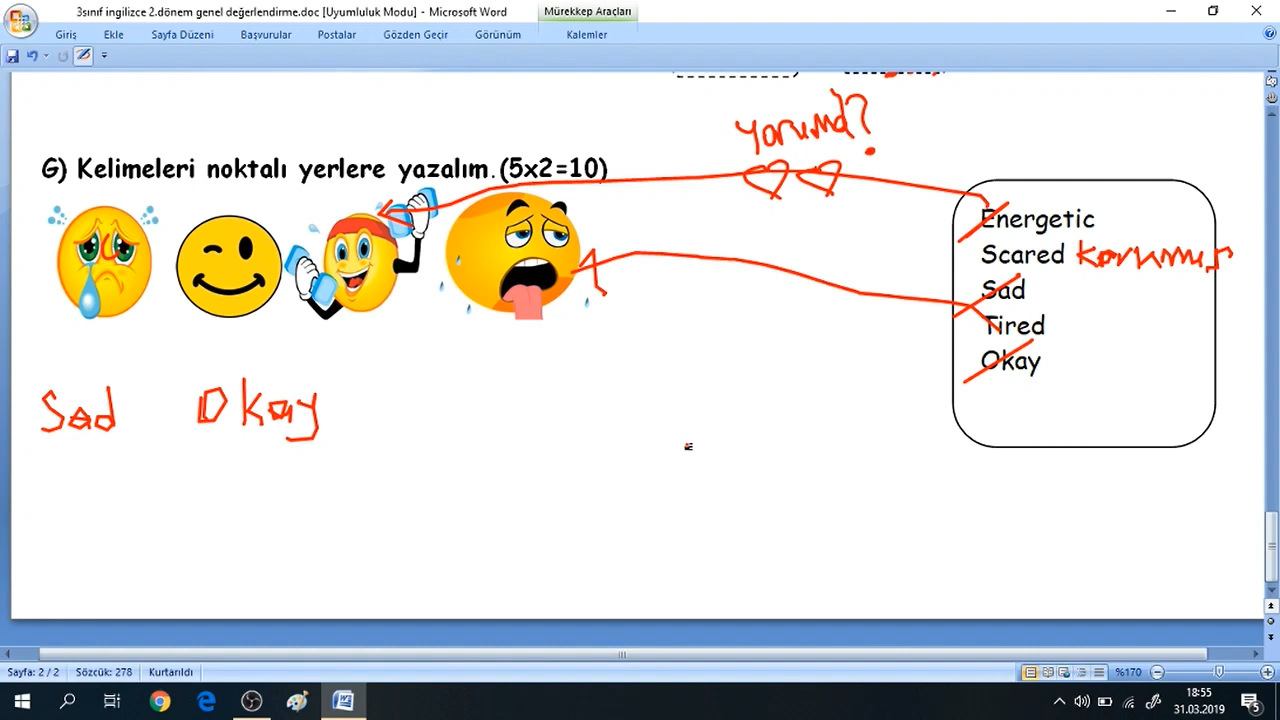 3sınıf ingilizce 2.dönem genel değerlendirme.doc [Uyumluluk Modu] - Microsoft Word
Mürekkep Araçları
Giriş Ekle Sayfa Düzeni Başvurular Postalar Gözden Geçir Görünüm Kalemler
G) Kelimeleri noktalı yerlere yazalım.(5x2=10)
Energetic
Scared korkmuş
Sad
Tired
Okay
Sad Okay
Sayfa: 2 / 2 Sözcük: 278 Kurtarıldı %170
18:55
31.03.2019
5